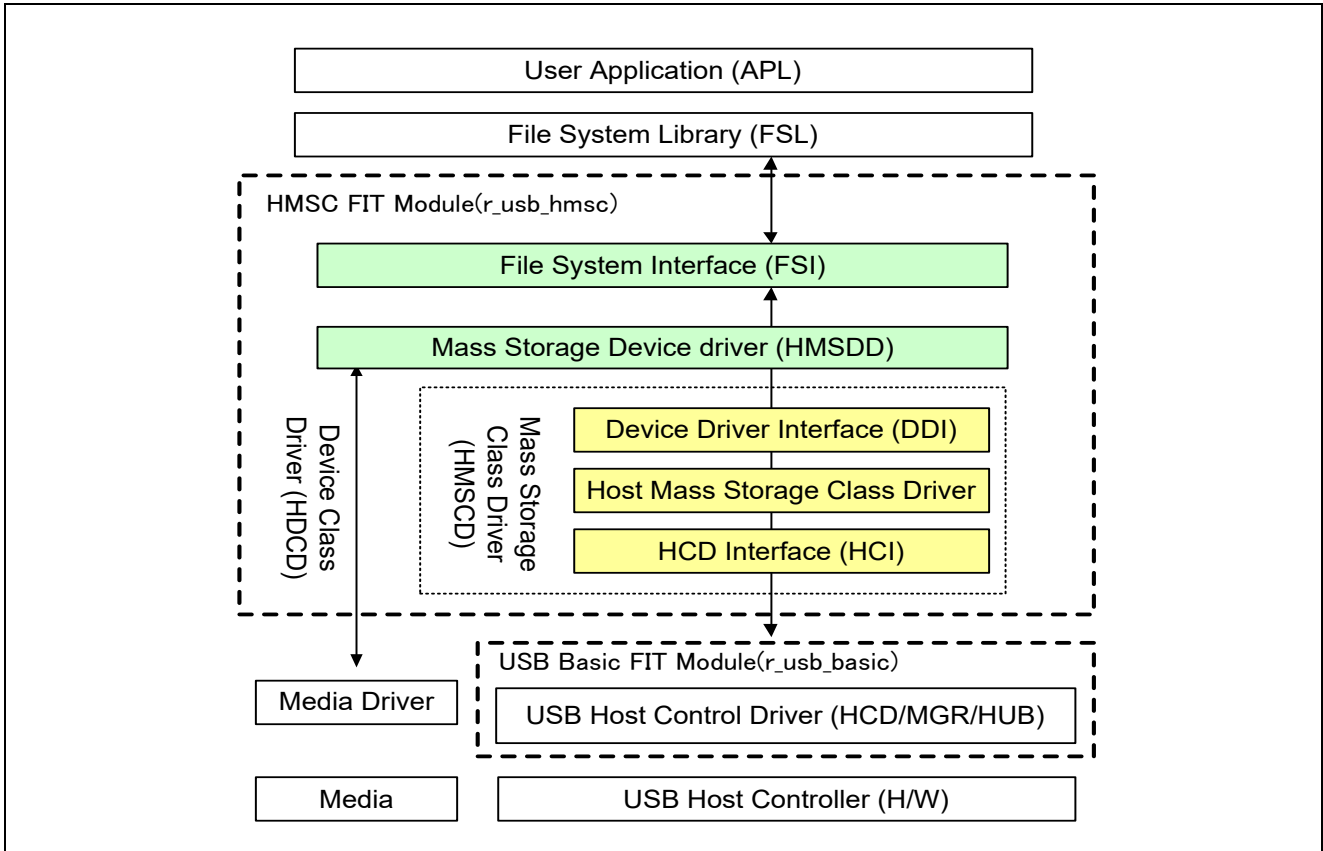 User Application (APL)
File System Library (FSL)
HMSC FIT Module(r_usb_hmsc)
File System Interface (FSI)
Mass Storage Device driver (HMSDD)
Device Class
Driver (HDCD)
Mass Storage
Class Driver
(HMSCD)
Device Driver Interface (DDI)
Host Mass Storage Class Driver
HCD Interface (HCI)
USB Basic FIT Module(r_usb_basic)
Media Driver
USB Host Control Driver (HCD/MGR/HUB)
Media
USB Host Controller (H/W)